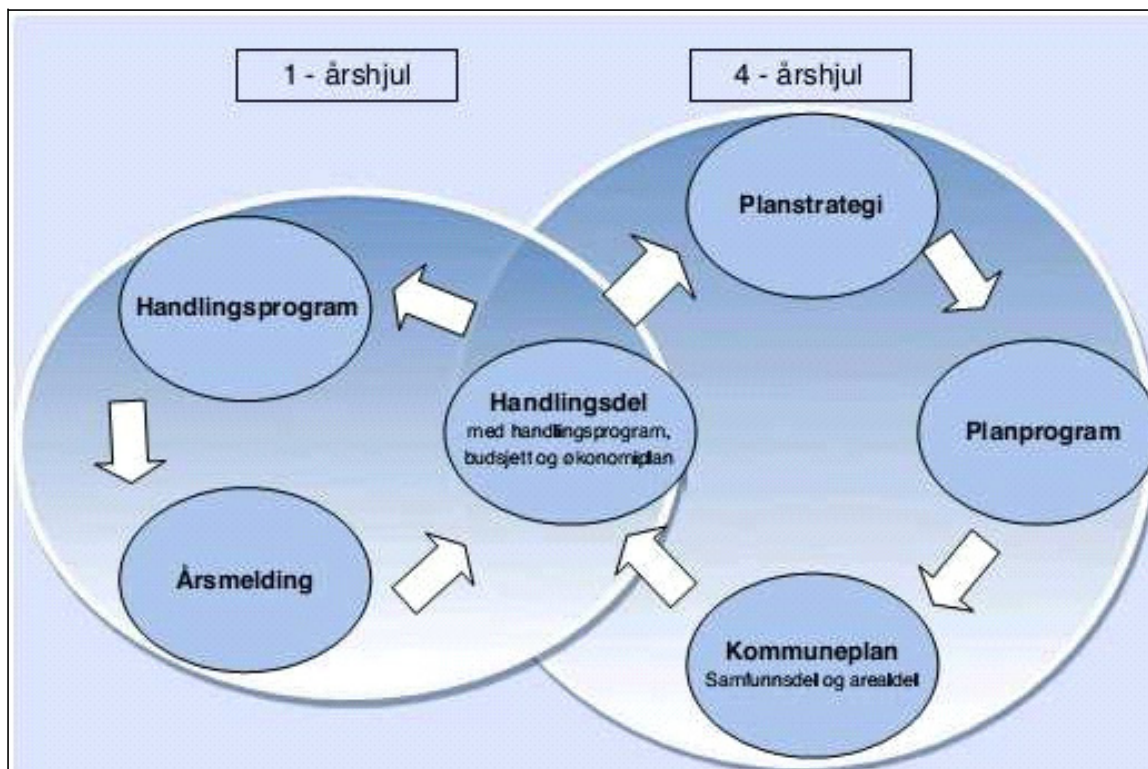 1 - årshjul
4 - årshjul
Planstrategi
Handlingsprogram
Handlingsdel
med handlingsprogram,
budsjett og økonomiplan
Planprogram
Årsmelding
Kommuneplan
Samfunnsdel og arealdel